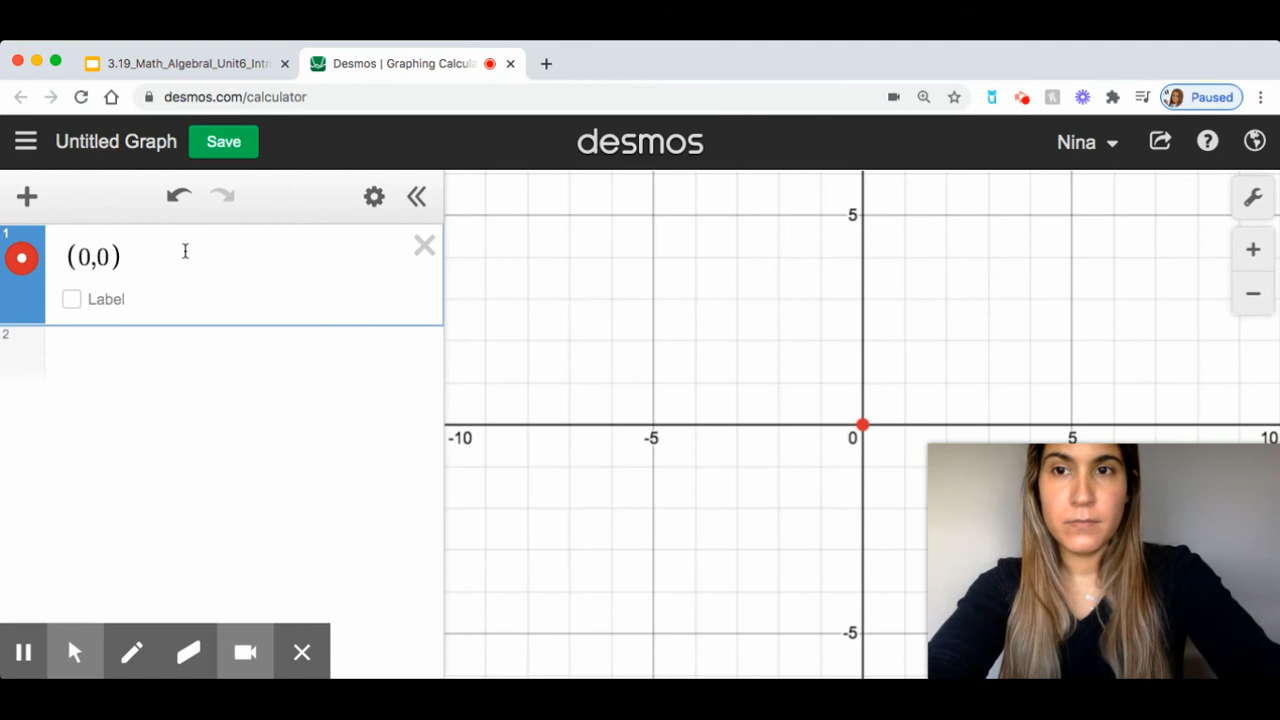 3.19_Math_AlgebraI_Unit6_Intr
Desmos | Graphing Calcula
desmos.com/calculator
Paused
Untitled Graph
Save
desmos
Nina
1
(0,0)
Label
2
5
-10
-5
0
5
10
-5